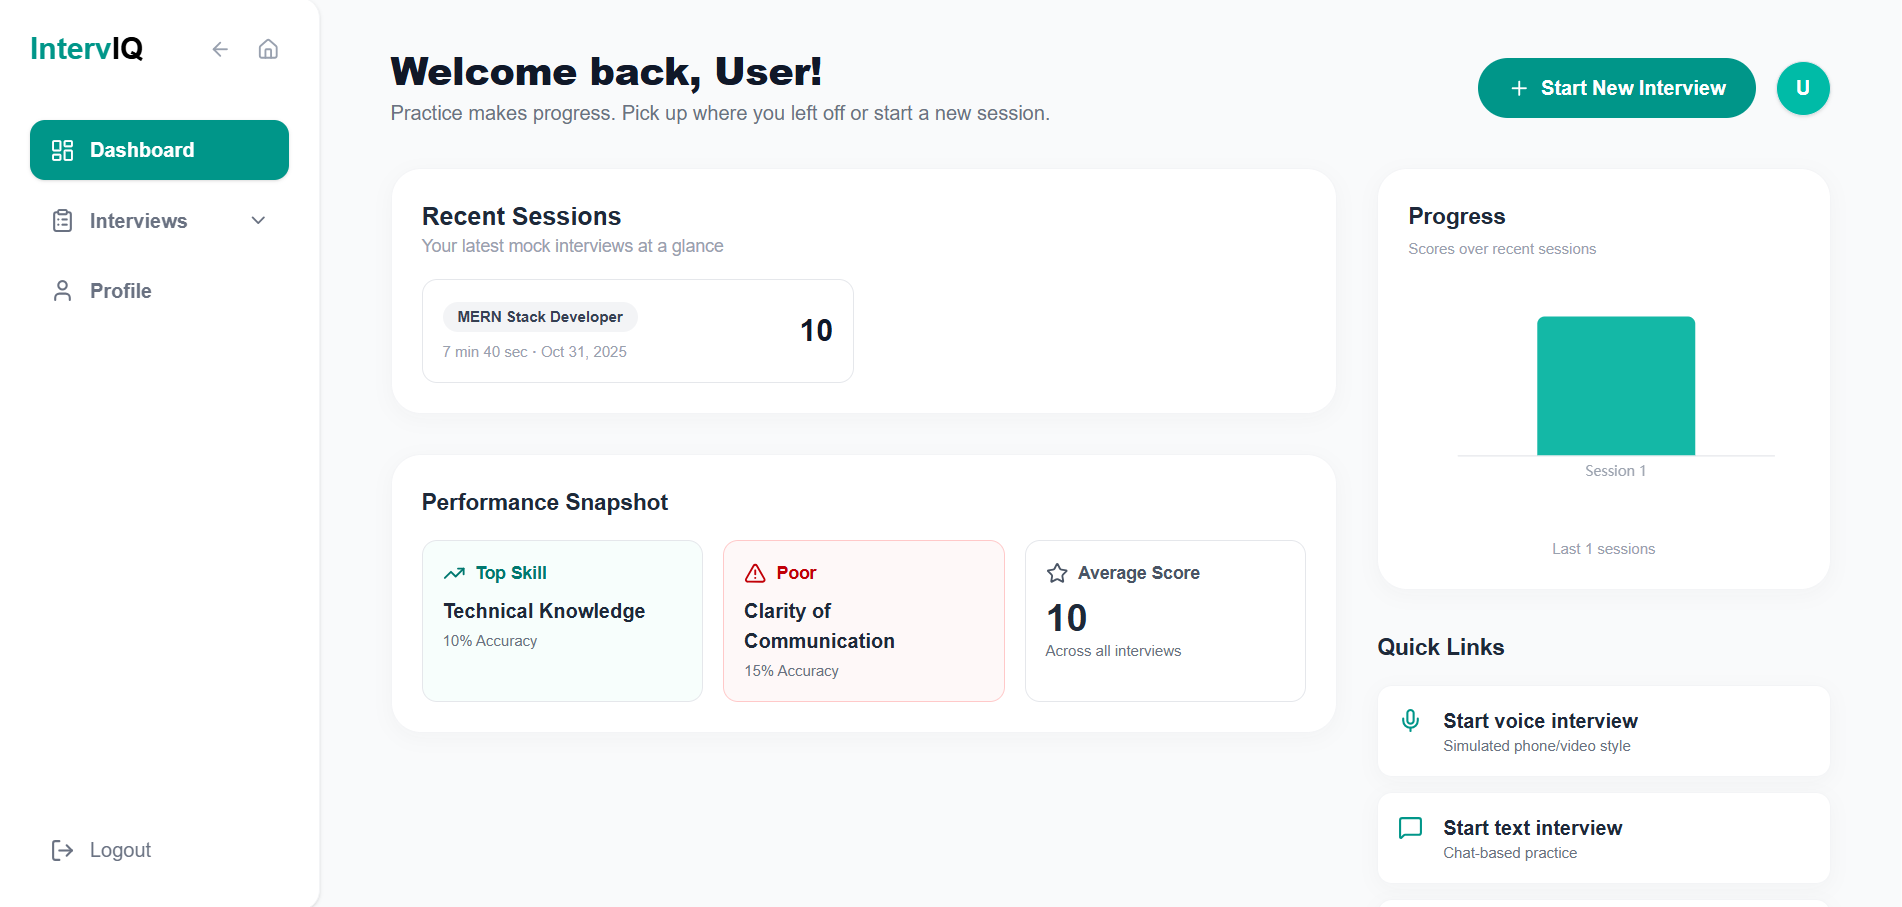 IntervIQ
Dashboard
Interviews
Profile
Logout
Welcome back, User!
Practice makes progress. Pick up where you left off or start a new session.
Start New Interview
U
Recent Sessions
Your latest mock interviews at a glance
MERN Stack Developer
7 min 40 sec · Oct 31, 2025
10
Performance Snapshot
Top Skill
Technical Knowledge
10% Accuracy
Poor
Clarity of
Communication
15% Accuracy
Average Score
10
Across all interviews
Progress
Scores over recent sessions
Session 1
Last 1 sessions
Quick Links
Start voice interview
Simulated phone/video style
Start text interview
Chat-based practice